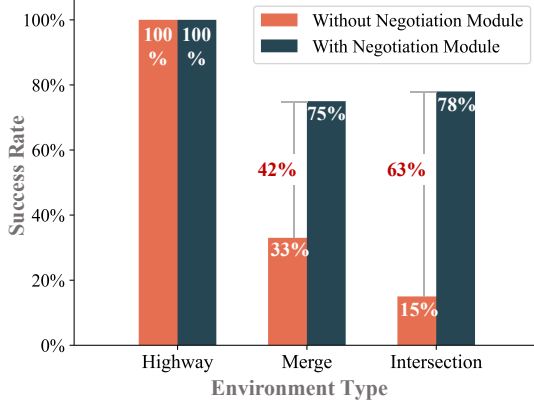 Without Negotiation Module
With Negotiation Module
100%
80%
60%
40%
20%
0%
Success Rate
100
%
100
%
42%
75%
33%
63%
78%
15%
Highway
Merge
Intersection
Environment Type